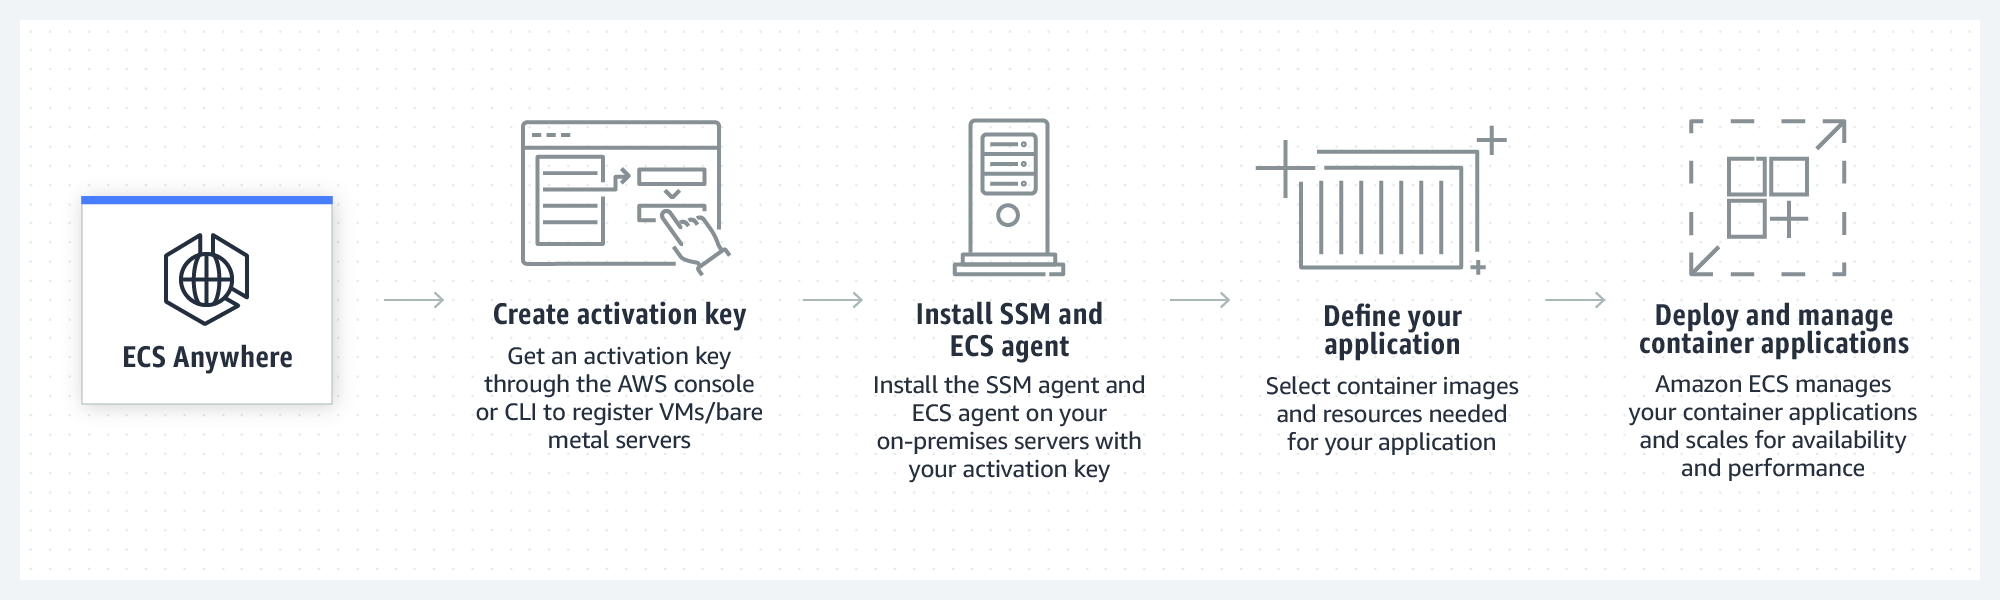 ECS Anywhere
Create activation key
Get an activation key
through the AWS console
or CLI to register VMs/bare
metal servers
Install SSM and
ECS agent
Install the SSM agent and
ECS agent on your
on-premises servers with
your activation key
Define your
application
Select container images
and resources needed
for your application
Deploy and manage
container applications
Amazon ECS manages
your container applications
and scales for availability
and performance